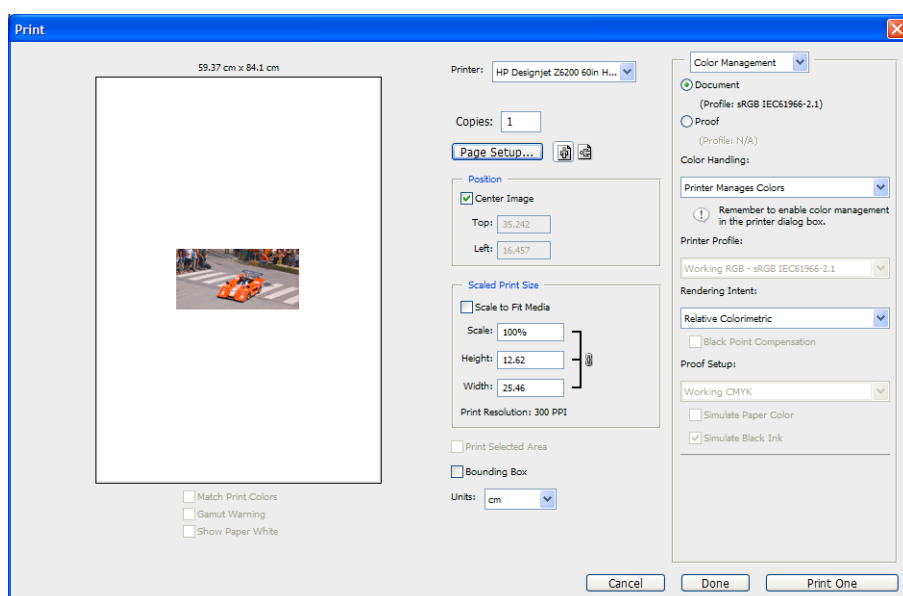 Print
59.37 cm x 84.1 cm
Match Print Colors
Gamut Warning
Show Paper White
Printer: HP Designjet Z6200 60in H...
Copies: 1
Page Setup...
Position
Center Image
Top: 35.242
Left: 16.457
Scaled Print Size
Scale to Fit Media
Scale: 100%
Height: 12.62
Width: 25.46
Print Resolution: 300 PPI
Print Selected Area
Bounding Box
Units: cm
Color Management
Document
(Profile: sRGB IEC61966-2.1)
Proof
(Profile: N/A)
Color Handling:
Printer Manages Colors
Remember to enable color management
in the printer dialog box.
Printer Profile:
Working RGB - sRGB IEC61966-2.1
Rendering Intent:
Relative Colorimetric
Black Point Compensation
Proof Setup:
Working CMYK
Simulate Paper Color
Simulate Black Ink
Cancel
Done
Print One